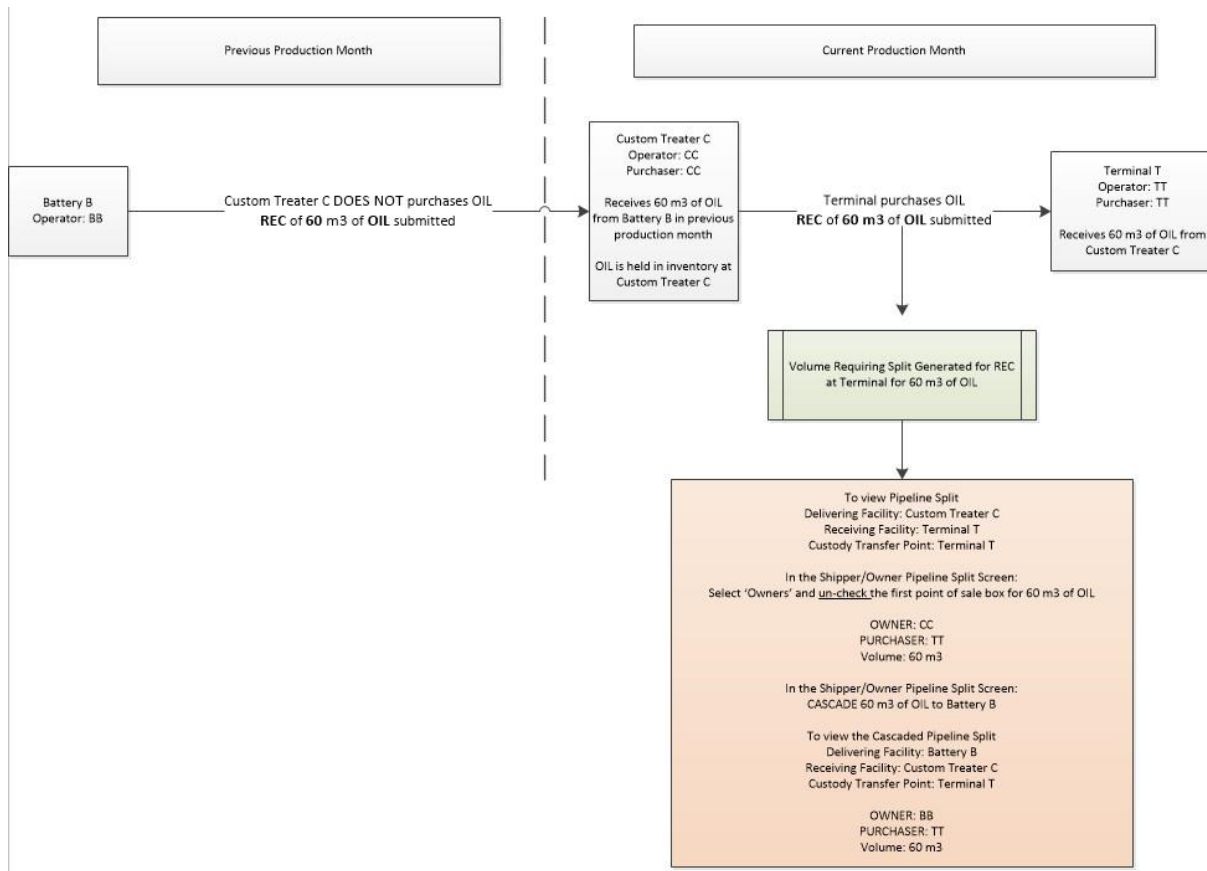 Previous Production Month
Current Production Month
Battery B
Operator: BB
Custom Treater C DOES NOT purchases OIL
REC of 60 m3 of OIL submitted
Custom Treater C
Operator: CC
Purchaser: CC
Receives 60 m3 of OIL
from Battery B in previous
production month
OIL is held in inventory at
Custom Treater C
Terminal purchases OIL
REC of 60 m3 of OIL submitted
Terminal T
Operator: TT
Purchaser: TT
Receives 60 m3 of OIL from
Custom Treater C
Volume Requiring Split Generated for REC
at Terminal for 60 m3 of OIL
To view Pipeline Split
Delivering Facility: Custom Treater C
Receiving Facility: Terminal T
Custody Transfer Point: Terminal T
In the Shipper/Owner Pipeline Split Screen:
Select 'Owners' and un-check the first point of sale box for 60 m3 of OIL
OWNER: CC
PURCHASER: TT
Volume: 60 m3
In the Shipper/Owner Pipeline Split Screen:
CASCADE 60 m3 of OIL to Battery B
To view the Cascaded Pipeline Split
Delivering Facility: Battery B
Receiving Facility: Custom Treater C
Custody Transfer Point: Terminal T
OWNER: BB
PURCHASER: TT
Volume: 60 m3